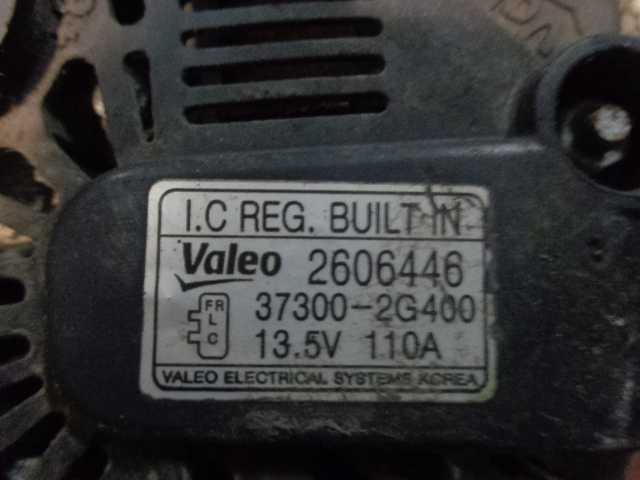 I.C REG. BUILT IN
Valeo 2606446
FR 37300-2G400
L
C 13.5V 110A
VALEO ELECTRICAL SYSTEMS KOREA